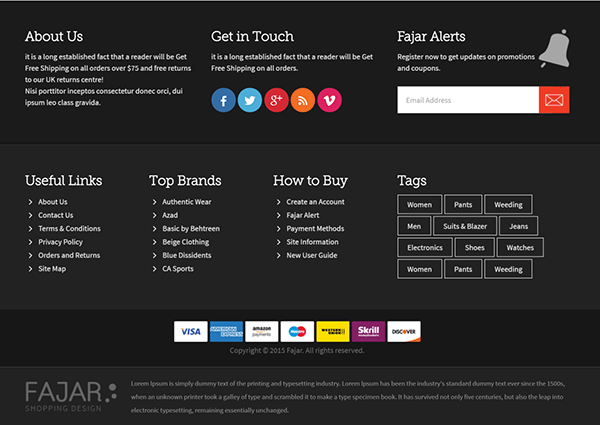 About Us
it is a long established fact that a reader will be Get
Free Shipping on all orders over $75 and free returns
to our UK returns centre!
Nisi porttitor inceptos consectetur donec orci, dui
ipsum leo class gravida.
Get in Touch
it is a long established fact that a reader will be Get
Free Shipping on all orders.
f
g+
v
Fajar Alerts
Register now to get updates on promotions
and coupons.
Email Address
Useful Links
About Us
Contact Us
Terms & Conditions
Privacy Policy
Orders and Returns
Site Map
Top Brands
Authentic Wear
Azad
Basic by Behtreen
Beige Clothing
Blue Dissidents
CA Sports
How to Buy
Create an Account
Fajar Alert
Payment Methods
Site Information
New User Guide
Tags
Women Pants Weeding
Men Suits & Blazer Jeans
Electronics Shoes Watches
Women Pants Weeding
VISA AMERICAN EXPRESS amazon payments Maestro WESTERN UNION Skrill moneybookers DISCOVER
Copyright © 2015 Fajar. All rights reserved.
FAJAR
SHOPPING DESIGN
Lorem Ipsum is simply dummy text of the printing and typesetting industry. Lorem Ipsum has been the industry's standard dummy text ever since the 1500s,
when an unknown printer took a galley of type and scrambled it to make a type specimen book. It has survived not only five centuries, but also the leap into
electronic typesetting, remaining essentially unchanged.